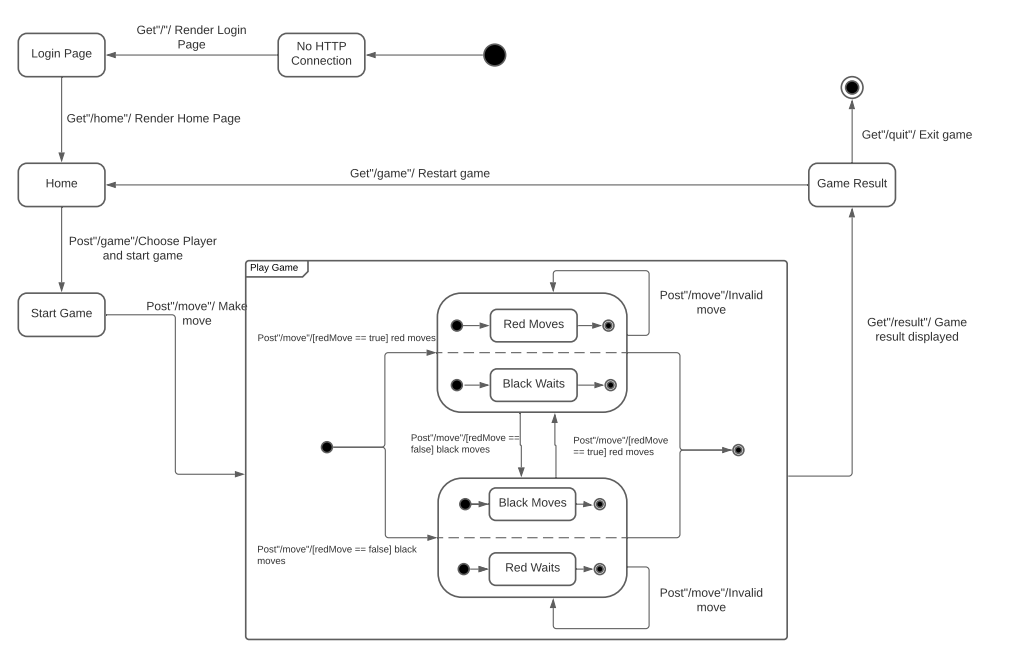 Get"/"/ Render Login
Page
Login Page
No HTTP
Connection
Get"/home"/ Render Home Page
Get"/quit"/ Exit game
Home
Get"/game"/ Restart game
Game Result
Post"/game"/Choose Player
and start game
Start Game
Post"/move"/ Make
move
Play Game
Post"/move"/Invalid
move
Red Moves
Post"/move"/[redMove == true] red moves
Black Waits
Get"/result"/ Game
result displayed
Post"/move"/[redMove ==
false] black moves
Post"/move"/[redMove
== true] red moves
Black Moves
Post"/move"/[redMove == false] black
moves
Red Waits
Post"/move"/Invalid
move